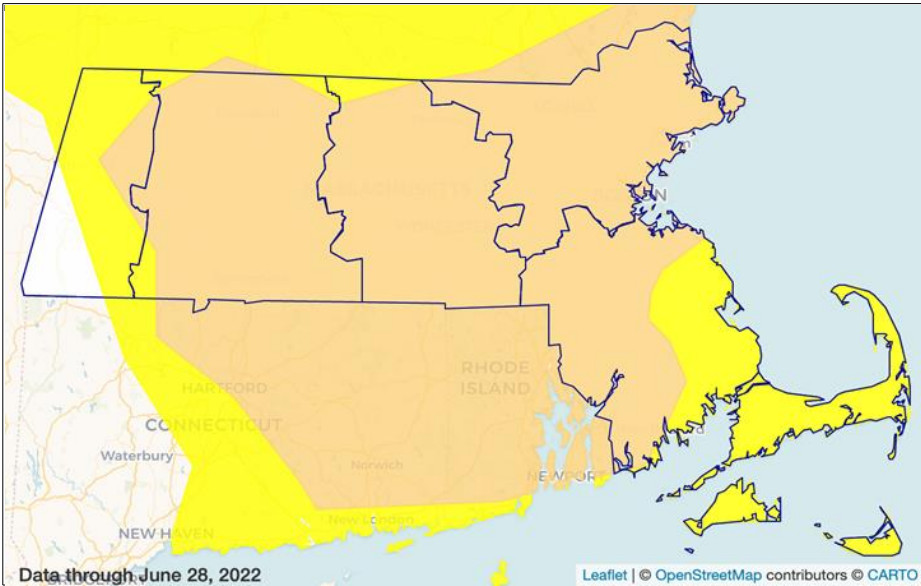 RHODE
ISLAND
HARTFORD
CONNECTICUT
Waterbury
Norwich
NEWPORT
New London
NEW HAVEN
Data through June 28, 2022
Leaflet | © OpenStreetMap contributors © CARTO